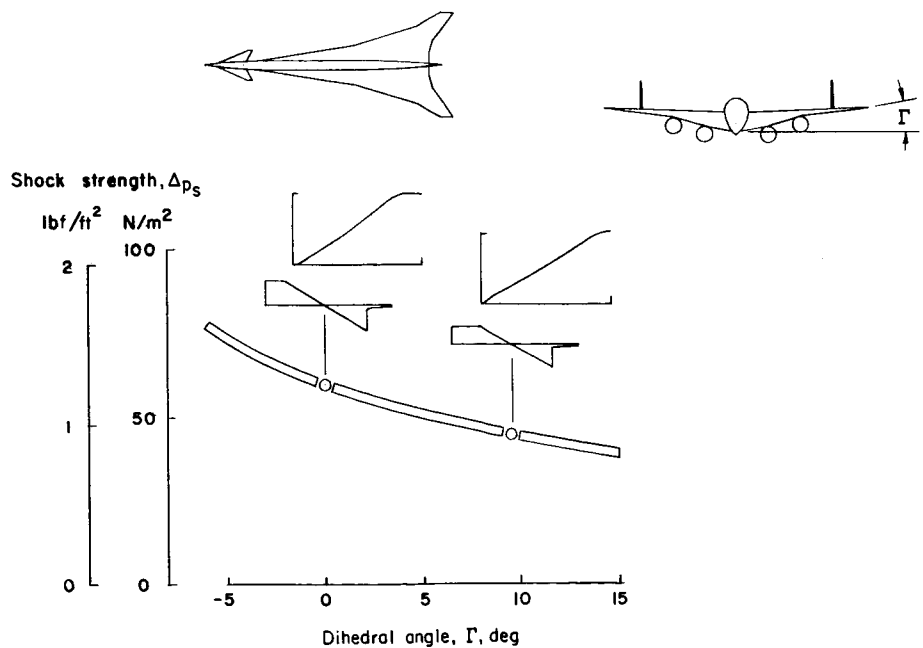 Γ
Shock strength, Δps
lbf/ft² N/m²
100
2
50
1
0 0
-5 0 5 10 15
Dihedral angle, Γ, deg